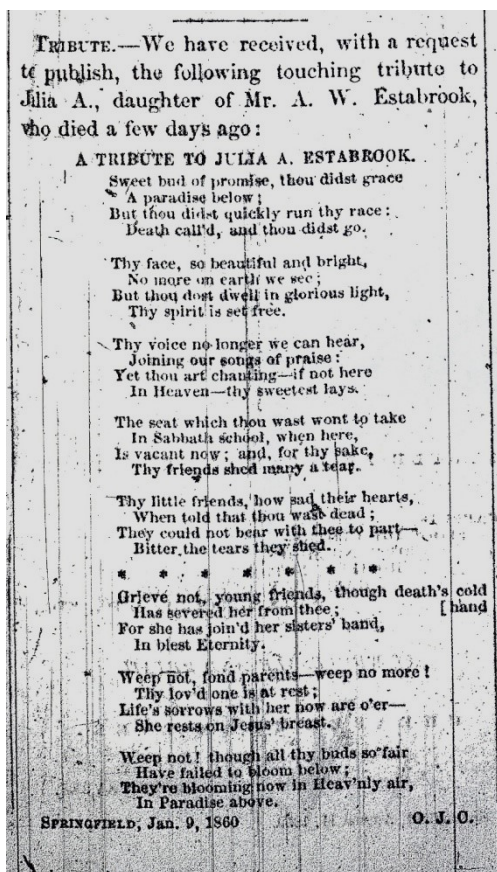 TRIBUTE.—We have received, with a request
to publish, the following touching tribute to
Julia A., daughter of Mr. A. W. Estabrook,
who died a few days ago:
A TRIBUTE TO JULIA A. ESTABROOK.
Sweet bud of promise, thou didst grace
A paradise below;
But thou didst quickly run thy race:
Death call'd, and thou didst go.
Thy face, so beautiful and bright,
No more on earth we see;
But thou dost dwell in glorious light,
Thy spirit is set free.
Thy voice no longer we can hear,
Joining our songs of praise:
Yet thou art chanting—if not here
In Heaven—thy sweetest lays.
The seat which thou wast wont to take
In Sabbath school, when here,
Is vacant now; and, for thy sake,
Thy friends shed many a tear.
Thy little friends, how sad their hearts,
When told that thou wast dead;
They could not bear with thee to part—
Bitter the tears they shed.
* * * * * * *
Grieve not, young friends, though death's cold
Has severed her from thee; [hand
For she has join'd her sisters' band,
In blest Eternity.
Weep not, fond parents—weep no more!
Thy lov'd one is at rest;
Life's sorrows with her now are o'er—
She rests on Jesus' breast.
Weep not! though all thy buds so fair
Have failed to bloom below;
They're blooming now in Heav'nly air,
In Paradise above.
SPRINGFIELD, Jan. 9, 1860 O. J. C.